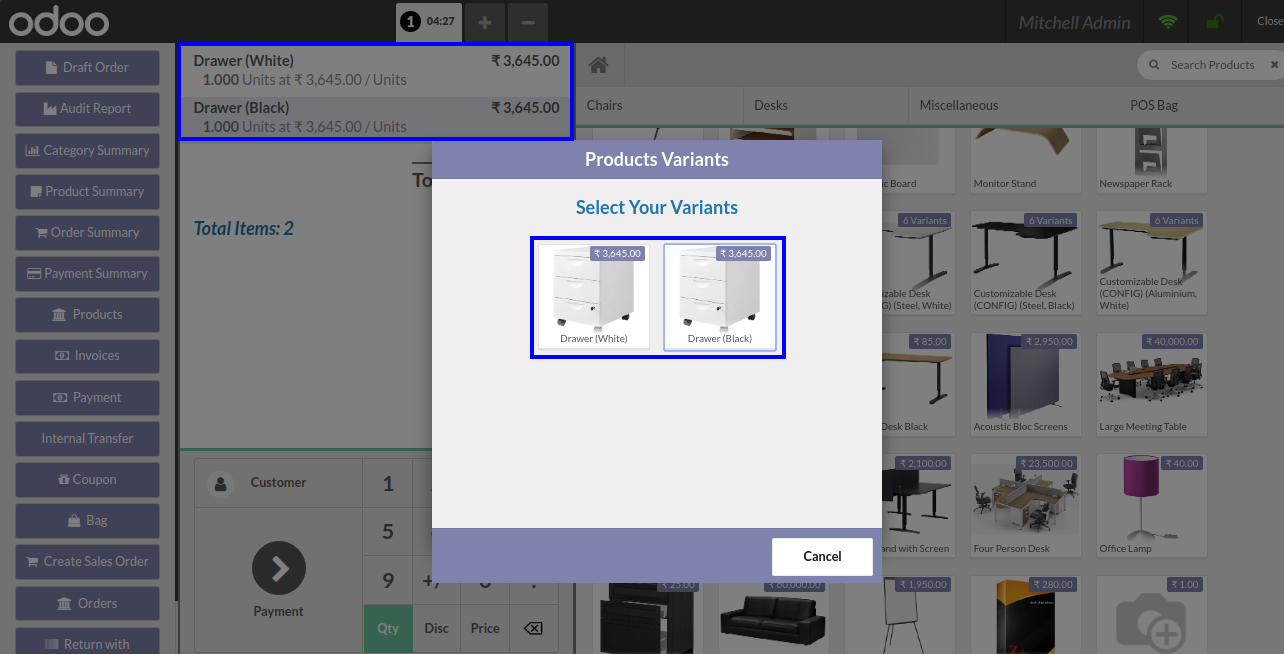 odoo
1 04:27
+
−
Mitchell Admin
Close
Draft Order
Audit Report
Category Summary
Product Summary
Order Summary
Payment Summary
Products
Invoices
Payment
Internal Transfer
Coupon
Bag
Create Sales Order
Orders
Return with
Drawer (White) ₹ 3,645.00
1.000 Units at ₹ 3,645.00 / Units
Drawer (Black) ₹ 3,645.00
1.000 Units at ₹ 3,645.00 / Units
To
Total Items: 2
Customer
Payment
1
5
9
+/
Qty
Disc
Price
Search Products ×
Chairs
Desks
Miscellaneous
POS Bag
Products Variants
Select Your Variants
₹ 3,645.00
Drawer (White)
₹ 3,645.00
Drawer (Black)
Cancel
c Board
Monitor Stand
Newspaper Rack
6 Variants
6 Variants
6 Variants
izable Desk
G) (Steel, White)
Customizable Desk
(CONFIG) (Steel, Black)
Customizable Desk
(CONFIG) (Aluminium,
White)
₹ 85.00
₹ 2,950.00
₹ 40,000.00
Desk Black
Acoustic Bloc Screens
Large Meeting Table
₹ 2,100.00
₹ 23,500.00
₹ 40.00
and with Screen
Four Person Desk
Office Lamp
₹ 25.00
₹ 60,000.00
₹ 1,950.00
₹ 280.00
₹ 1.00